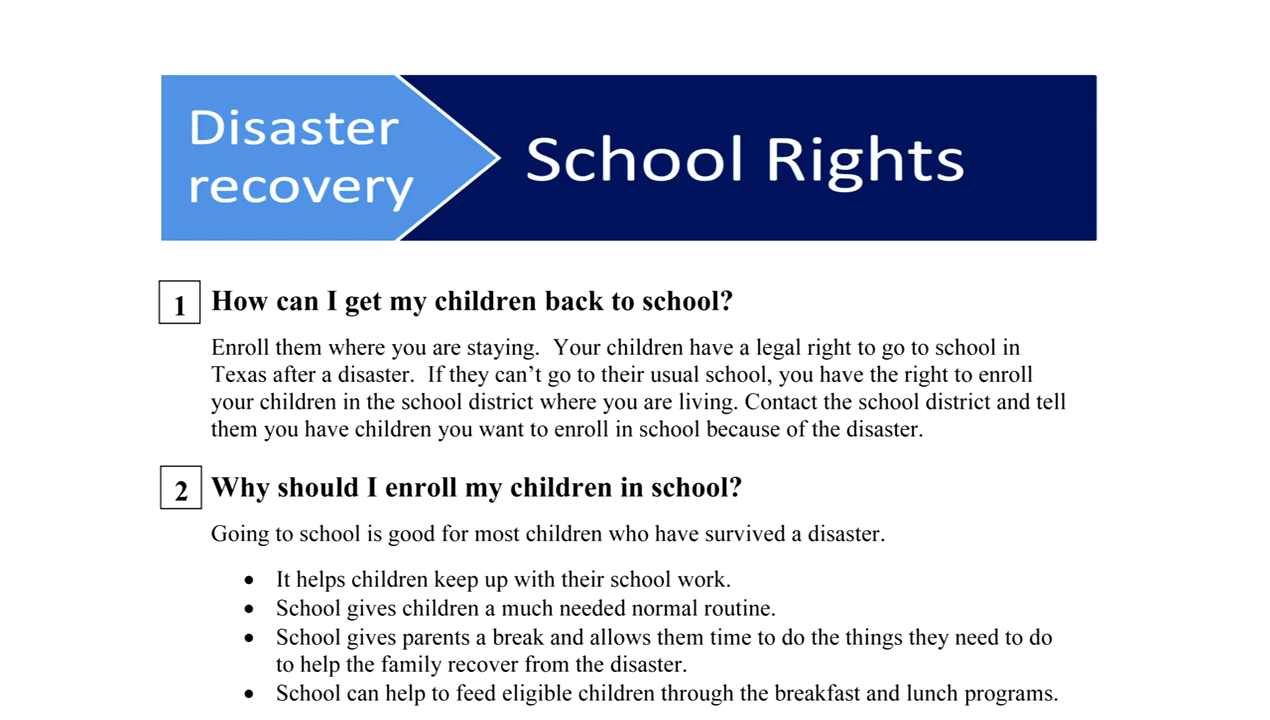 Disaster
recovery
School Rights
1 How can I get my children back to school?
Enroll them where you are staying.  Your children have a legal right to go to school in
Texas after a disaster.  If they can’t go to their usual school, you have the right to enroll
your children in the school district where you are living. Contact the school district and tell
them you have children you want to enroll in school because of the disaster.
2 Why should I enroll my children in school?
Going to school is good for most children who have survived a disaster.
• It helps children keep up with their school work.
• School gives children a much needed normal routine.
• School gives parents a break and allows them time to do the things they need to do
to help the family recover from the disaster.
• School can help to feed eligible children through the breakfast and lunch programs.